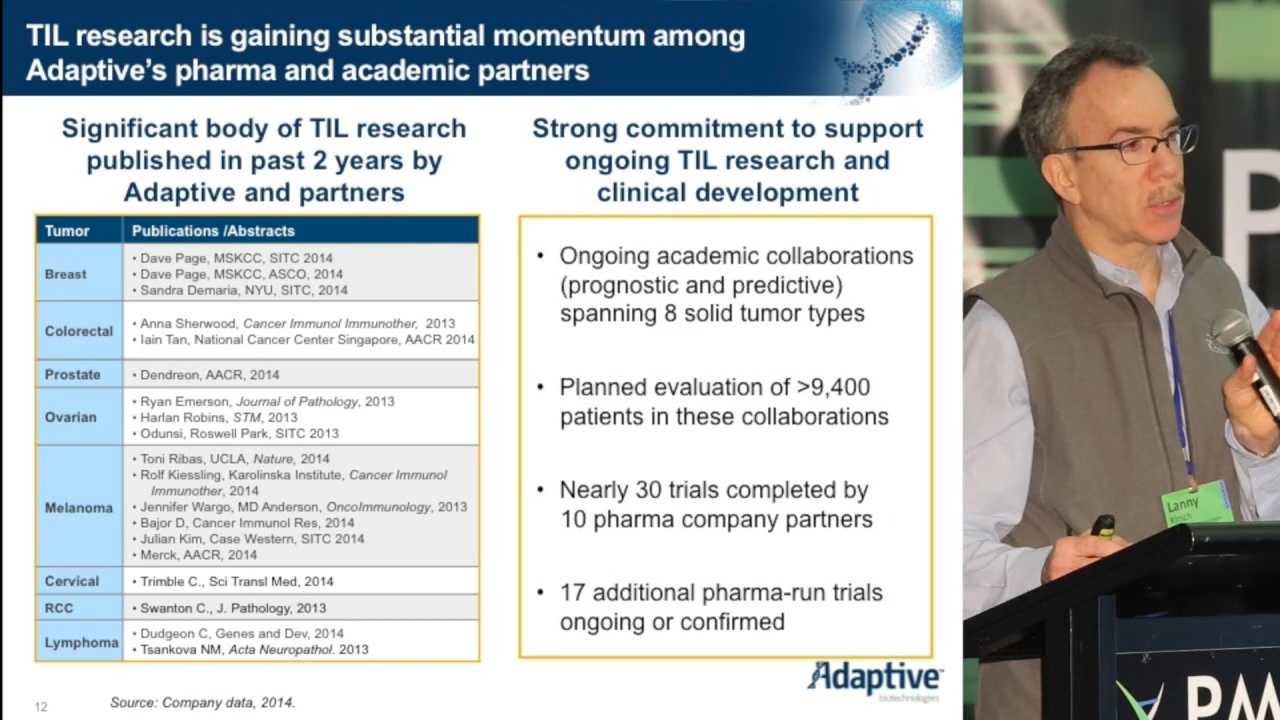 TIL research is gaining substantial momentum among
Adaptive's pharma and academic partners
Significant body of TIL research
published in past 2 years by
Adaptive and partners
Tumor Publications /Abstracts
Breast
• Dave Page, MSKCC, SITC 2014
• Dave Page, MSKCC, ASCO, 2014
• Sandra Demaria, NYU, SITC, 2014
Colorectal
• Anna Sherwood, Cancer Immunol Immunother, 2013
• Iain Tan, National Cancer Center Singapore, AACR 2014
Prostate
• Dendreon, AACR, 2014
Ovarian
• Ryan Emerson, Journal of Pathology, 2013
• Harlan Robins, STM, 2013
• Odunsi, Roswell Park, SITC 2013
Melanoma
• Toni Ribas, UCLA, Nature, 2014
• Rolf Kiessling, Karolinska Institute, Cancer Immunol
Immunother, 2014
• Jennifer Wargo, MD Anderson, OncoImmunology, 2013
• Bajor D, Cancer Immunol Res, 2014
• Julian Kim, Case Western, SITC 2014
• Merck, AACR, 2014
Cervical
• Trimble C., Sci Transl Med, 2014
RCC
• Swanton C., J. Pathology, 2013
Lymphoma
• Dudgeon C, Genes and Dev, 2014
• Tsankova NM, Acta Neuropathol. 2013
Strong commitment to support
ongoing TIL research and
clinical development
• Ongoing academic collaborations
(prognostic and predictive)
spanning 8 solid tumor types
• Planned evaluation of >9,400
patients in these collaborations
• Nearly 30 trials completed by
10 pharma company partners
• 17 additional pharma-run trials
ongoing or confirmed
Adaptive
biotechnologies
12
Source: Company data, 2014.
Lanny
Kirsch
P
PM